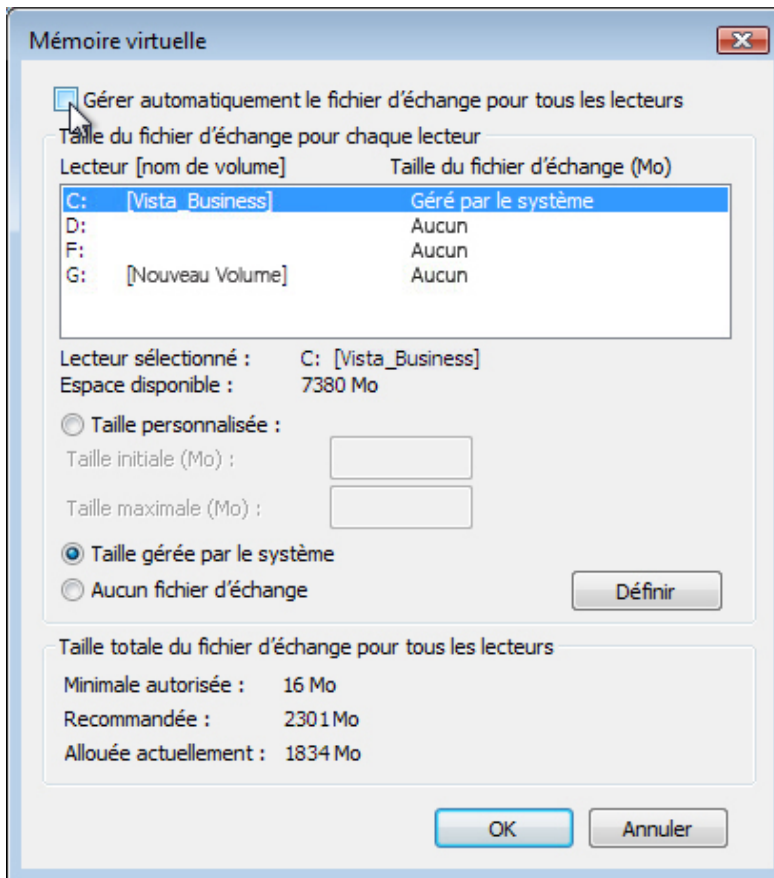 Mémoire virtuelle
Gérer automatiquement le fichier d'échange pour tous les lecteurs
Taille du fichier d'échange pour chaque lecteur
Lecteur [nom de volume] Taille du fichier d'échange (Mo)
C: [Vista_Business] Géré par le système
D: Aucun
F: Aucun
G: [Nouveau Volume] Aucun
Lecteur sélectionné : C: [Vista_Business]
Espace disponible : 7380 Mo
Taille personnalisée :
Taille initiale (Mo) :
Taille maximale (Mo) :
Taille gérée par le système
Aucun fichier d'échange Définir
Taille totale du fichier d'échange pour tous les lecteurs
Minimale autorisée : 16 Mo
Recommandée : 2301 Mo
Allouée actuellement : 1834 Mo
OK Annuler